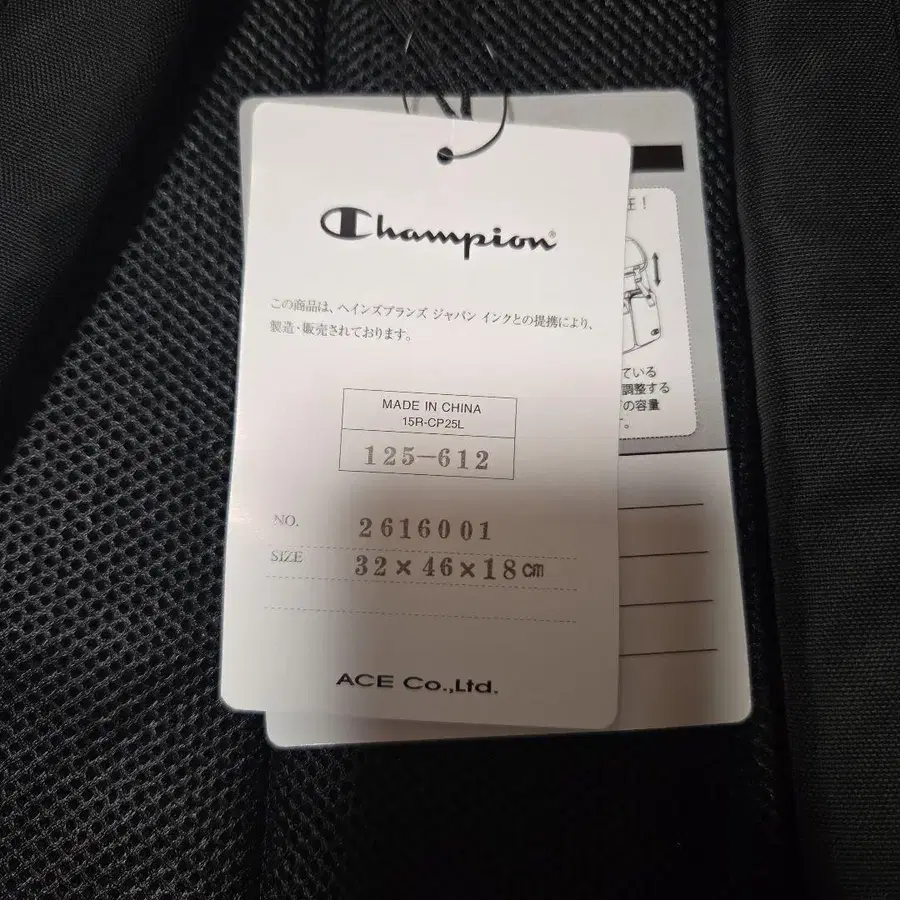 Champion®
この商品は、ヘインズブランズ ジャパン インクとの提携により、
製造・販売されております。
MADE IN CHINA
15R-CP25L
125-612
NO. 2616001
SIZE 32×46×18㎝
ACE Co.,Ltd.
！
ている
調整する
の容量